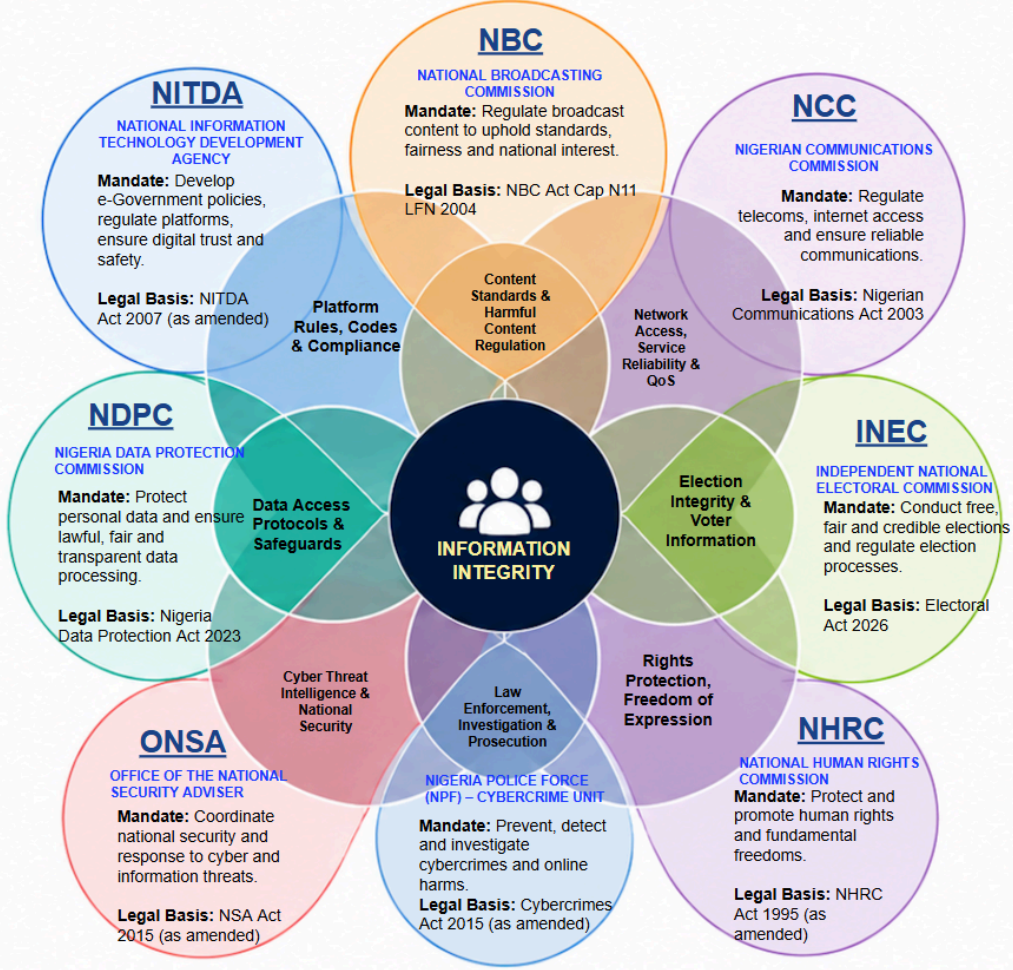 NBC
NATIONAL BROADCASTING
COMMISSION
Mandate: Regulate broadcast
content to uphold standards,
fairness and national interest.
Legal Basis: NBC Act Cap N11
LFN 2004
Content
Standards &
Harmful
Content
Regulation
NITDA
NATIONAL INFORMATION
TECHNOLOGY DEVELOPMENT
AGENCY
Mandate: Develop
e-Government policies,
regulate platforms,
ensure digital trust and
safety.
Legal Basis: NITDA
Act 2007 (as amended)
Platform
Rules, Codes
& Compliance
NCC
NIGERIAN COMMUNICATIONS
COMMISSION
Mandate: Regulate
telecoms, internet access
and ensure reliable
communications.
Legal Basis: Nigerian
Communications Act 2003
Network
Access,
Service
Reliability &
QoS
NDPC
NIGERIA DATA PROTECTION
COMMISSION
Mandate: Protect
personal data and ensure
lawful, fair and
transparent data
processing.
Legal Basis: Nigeria
Data Protection Act 2023
Data Access
Protocols &
Safeguards
INFORMATION
INTEGRITY
Election
Integrity &
Voter
Information
INEC
INDEPENDENT NATIONAL
ELECTORAL COMMISSION
Mandate: Conduct free,
fair and credible elections
and regulate election
processes.
Legal Basis: Electoral
Act 2026
ONSA
OFFICE OF THE NATIONAL
SECURITY ADVISER
Mandate: Coordinate
national security and
response to cyber and
information threats.
Legal Basis: NSA Act
2015 (as amended)
Cyber Threat
Intelligence &
National
Security
Law
Enforcement,
Investigation &
Prosecution
NIGERIA POLICE FORCE
(NPF) – CYBERCRIME UNIT
Mandate: Prevent, detect
and investigate
cybercrimes and online
harms.
Legal Basis: Cybercrimes
Act 2015 (as amended)
Rights
Protection,
Freedom of
Expression
NHRC
NATIONAL HUMAN RIGHTS
COMMISSION
Mandate: Protect and
promote human rights
and fundamental
freedoms.
Legal Basis: NHRC
Act 1995 (as
amended)